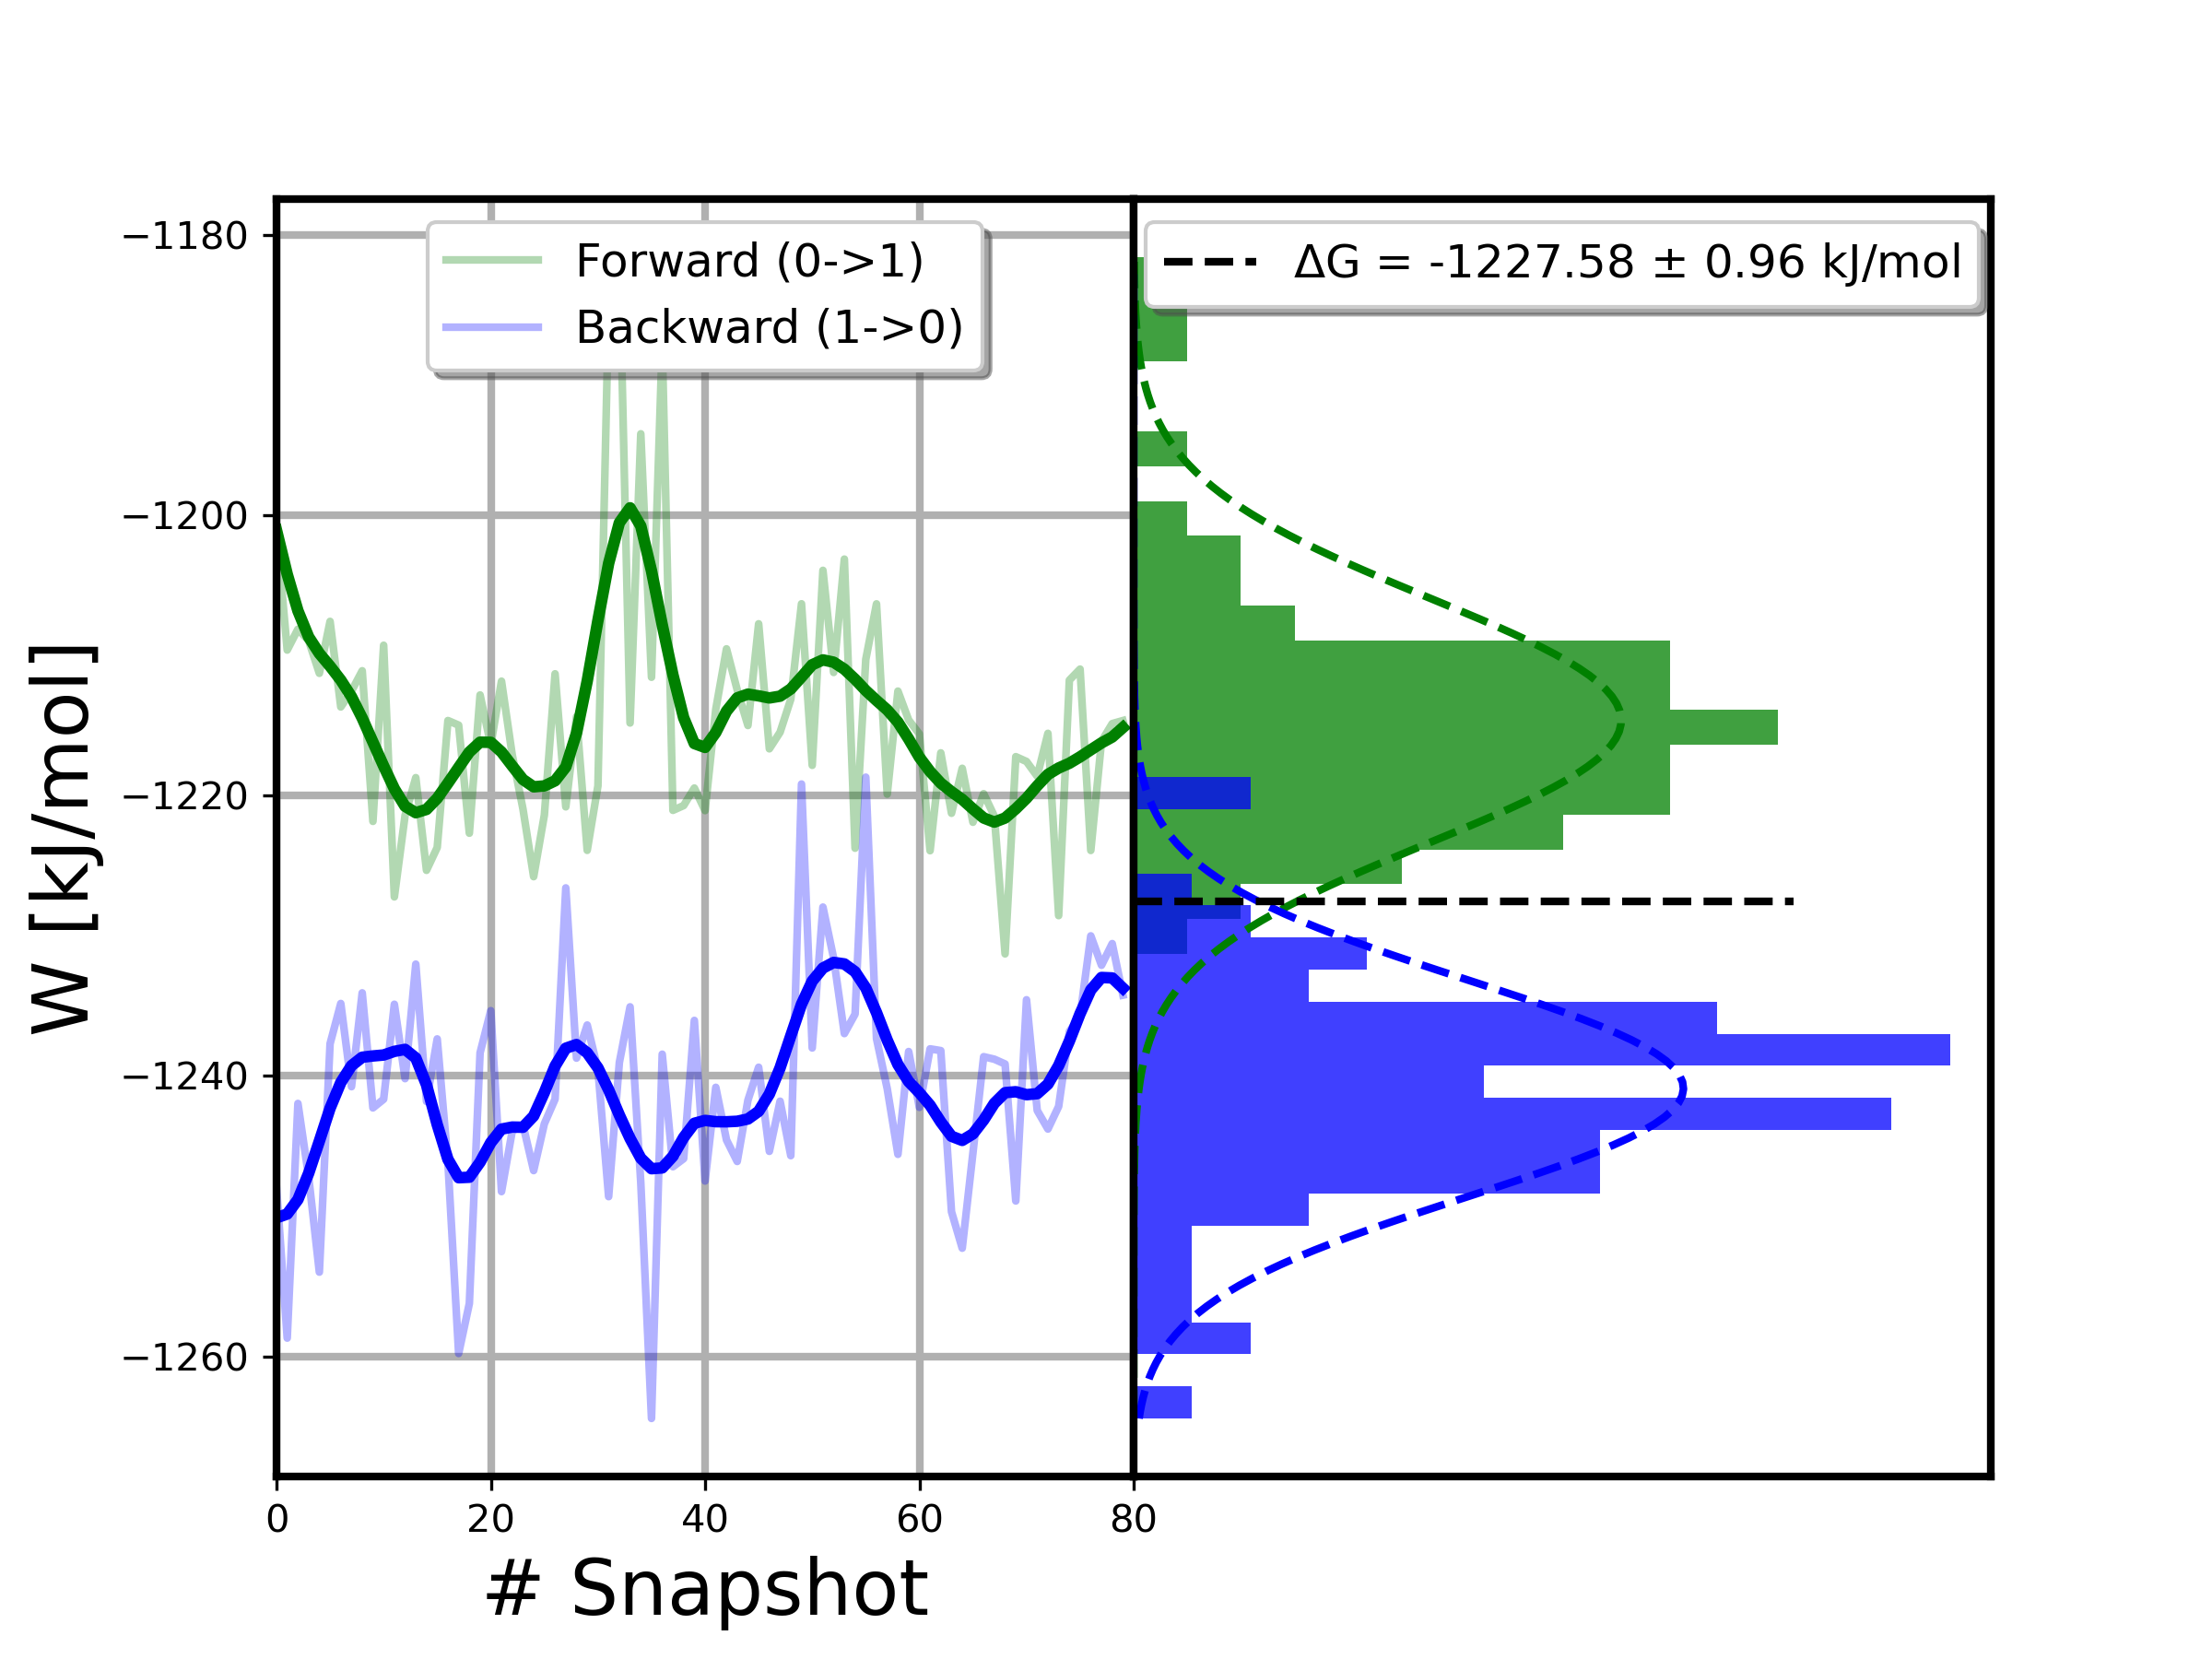 W [kJ/mol]
−1180
−1200
−1220
−1240
−1260
Forward (0->1)
Backward (1->0)
ΔG = -1227.58 ± 0.96 kJ/mol
0 20 40 60 80
# Snapshot